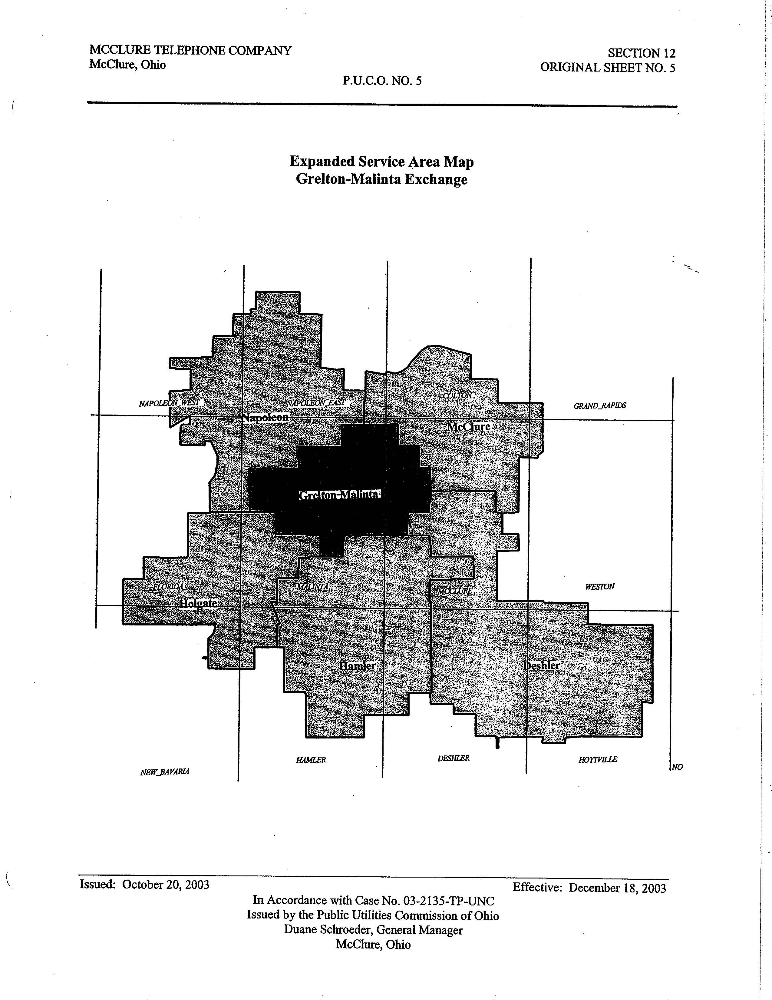 MCCLURE TELEPHONE COMPANY
McClure, Ohio
SECTION 12
ORIGINAL SHEET NO. 5
P.U.C.O. NO. 5
Expanded Service Area Map
Grelton-Malinta Exchange
COLTON
NAPOLEON_WEST
NAPOLEON_EAST
GRAND_RAPIDS
Napoleon
McClure
Grelton-Malinta
FLORIDA
MALINTA
MCCLURE
WESTON
Holgate
Hamler
Deshler
HAMLER
DESHLER
HOYTVILLE
NEW_BAVARIA
NO
Issued: October 20, 2003
Effective: December 18, 2003
In Accordance with Case No. 03-2135-TP-UNC
Issued by the Public Utilities Commission of Ohio
Duane Schroeder, General Manager
McClure, Ohio